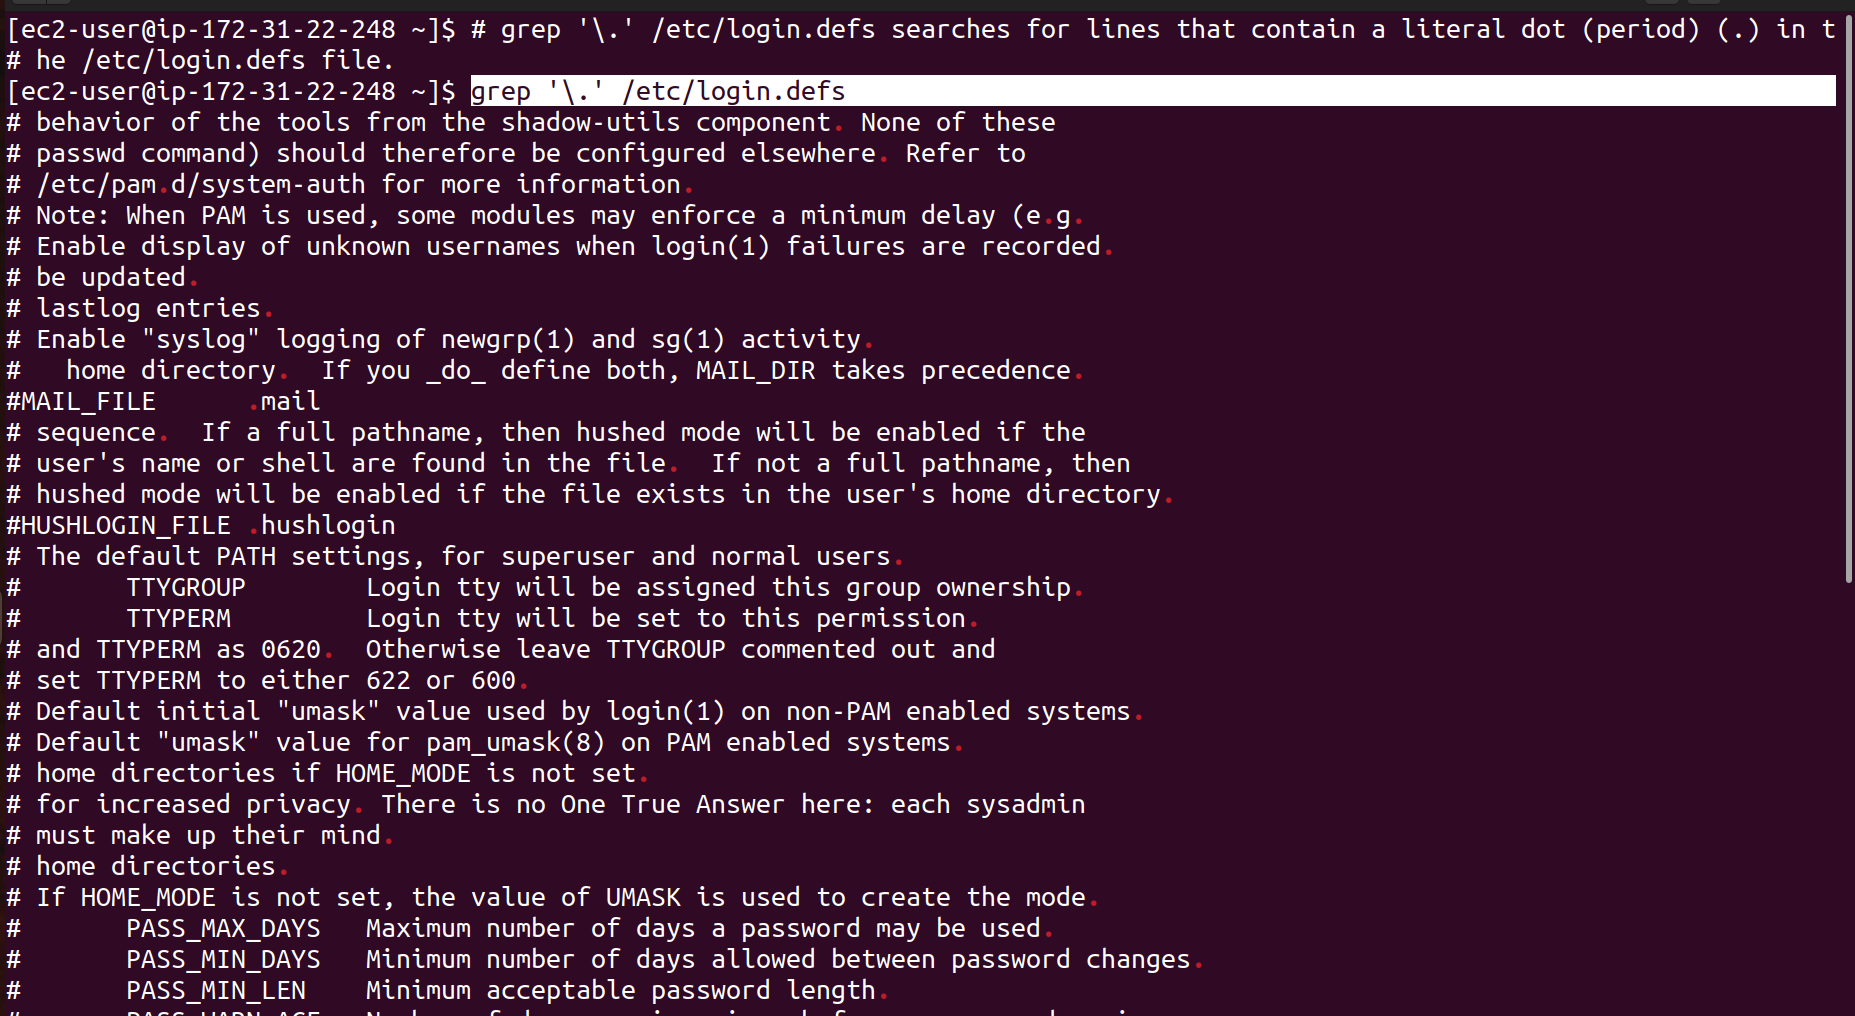 [ec2-user@ip-172-31-22-248 ~]$ # grep '\.' /etc/login.defs searches for lines that contain a literal dot (period) (.) in t
# he /etc/login.defs file.
[ec2-user@ip-172-31-22-248 ~]$ grep '\.' /etc/login.defs
# behavior of the tools from the shadow-utils component. None of these
# passwd command) should therefore be configured elsewhere. Refer to
# /etc/pam.d/system-auth for more information.
# Note: When PAM is used, some modules may enforce a minimum delay (e.g.
# Enable display of unknown usernames when login(1) failures are recorded.
# be updated.
# lastlog entries.
# Enable "syslog" logging of newgrp(1) and sg(1) activity.
#   home directory.  If you _do_ define both, MAIL_DIR takes precedence.
#MAIL_FILE      .mail
# sequence.  If a full pathname, then hushed mode will be enabled if the
# user's name or shell are found in the file.  If not a full pathname, then
# hushed mode will be enabled if the file exists in the user's home directory.
#HUSHLOGIN_FILE .hushlogin
# The default PATH settings, for superuser and normal users.
#       TTYGROUP        Login tty will be assigned this group ownership.
#       TTYPERM         Login tty will be set to this permission.
# and TTYPERM as 0620.  Otherwise leave TTYGROUP commented out and
# set TTYPERM to either 622 or 600.
# Default initial "umask" value used by login(1) on non-PAM enabled systems.
# Default "umask" value for pam_umask(8) on PAM enabled systems.
# home directories if HOME_MODE is not set.
# for increased privacy. There is no One True Answer here: each sysadmin
# must make up their mind.
# home directories.
# If HOME_MODE is not set, the value of UMASK is used to create the mode.
#       PASS_MAX_DAYS   Maximum number of days a password may be used.
#       PASS_MIN_DAYS   Minimum number of days allowed between password changes.
#       PASS_MIN_LEN    Minimum acceptable password length.